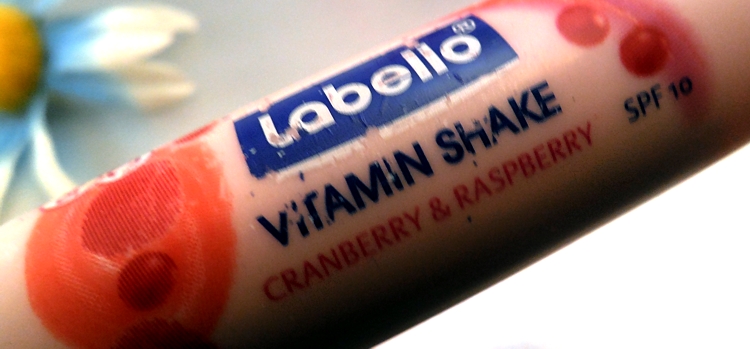 Labello®
VITAMIN SHAKE
CRANBERRY & RASPBERRY
SPF 10